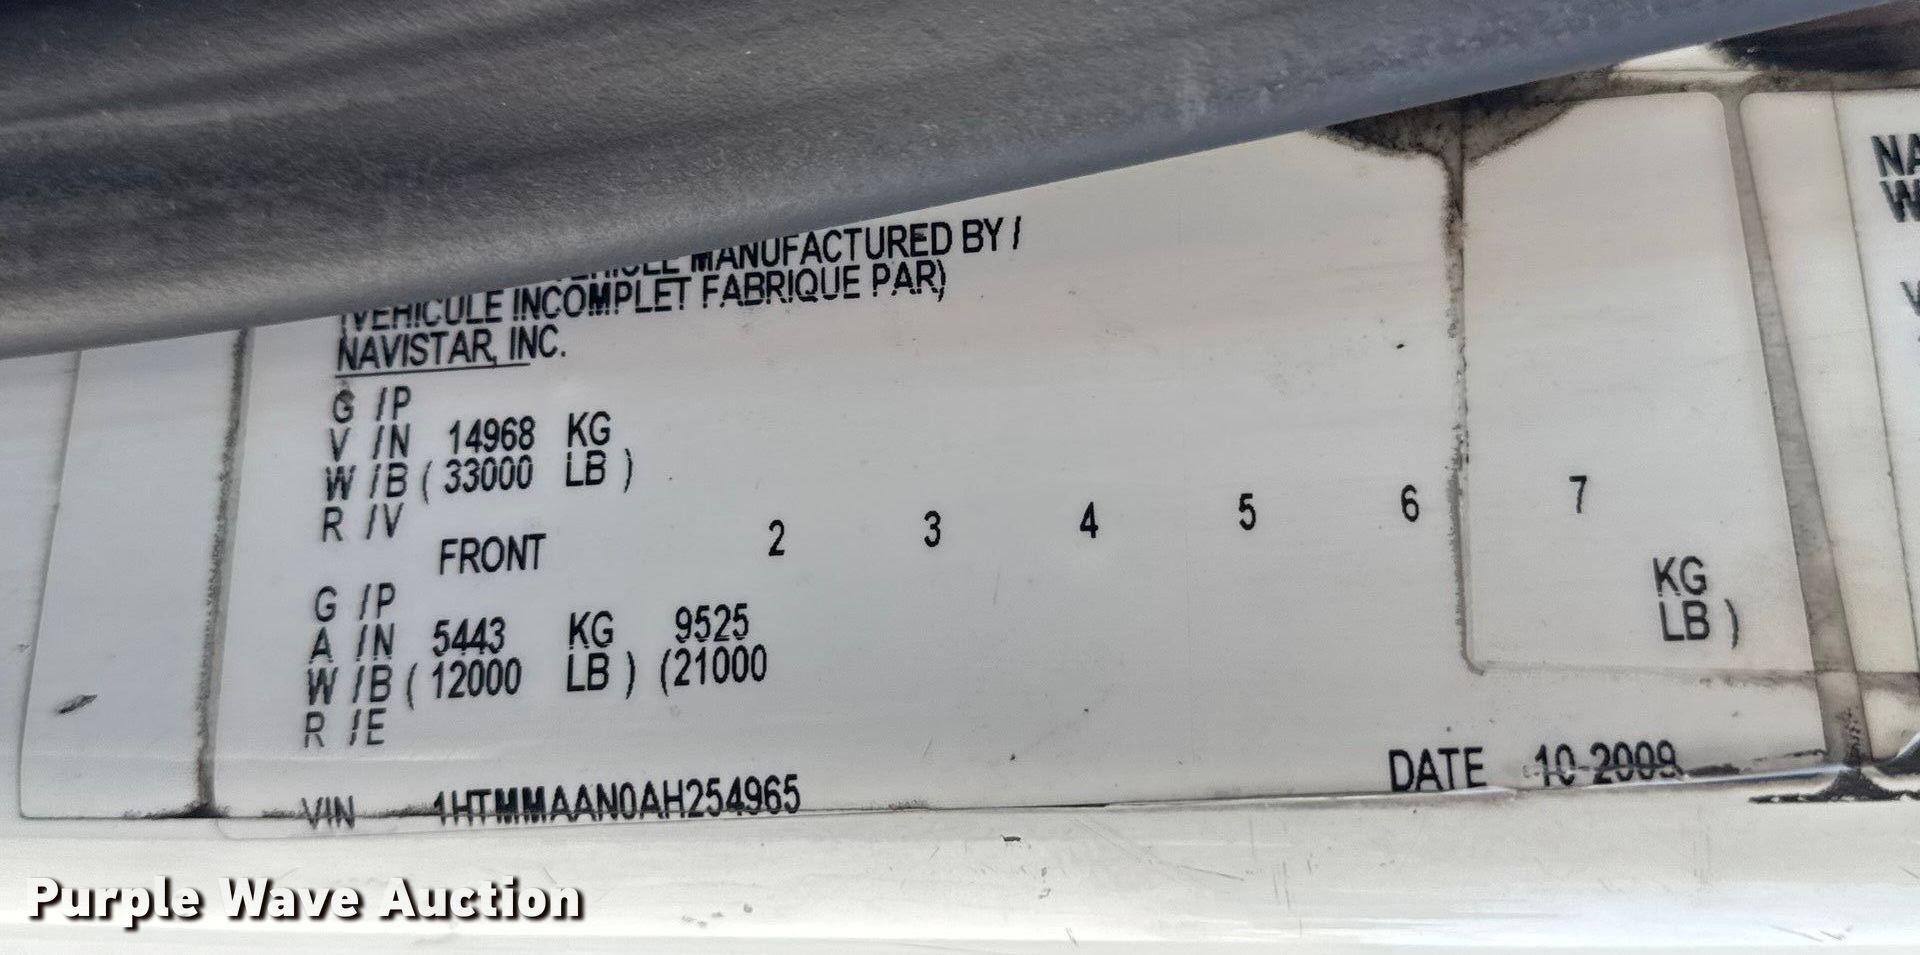 MANUFACTURED BY /
(VEHICULE INCOMPLET FABRIQUE PAR)
NAVISTAR, INC.
G /P
V /N 14968 KG
W /B ( 33000 LB )
R /V
FRONT 2 3 4 5 6 7
G /P
A /N 5443 KG 9525 KG
W /B ( 12000 LB ) (21000 LB )
R /E
VIN 1HTMMAAN0AH254965 DATE 10-2009
NA
W
Purple Wave Auction